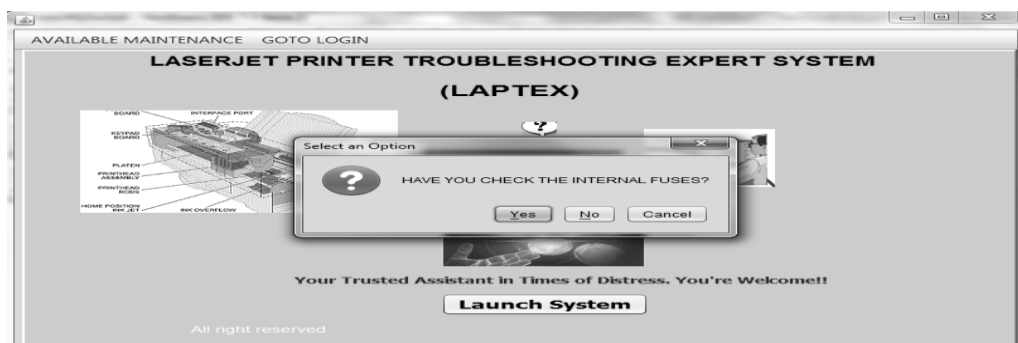 AVAILABLE MAINTENANCE GOTO LOGIN
LASERJET PRINTER TROUBLESHOOTING EXPERT SYSTEM
(LAPTEX)
BOARD INTERFACE PORT
KEYPAD
BOARD
PLATEN
PRINTHEAD
ASSEMBLY
PRINTHEAD
RODS
HOME POSITION
INK JET INK OVERFLOW
?
Select an Option
?
HAVE YOU CHECK THE INTERNAL FUSES?
Yes No Cancel
Your Trusted Assistant in Times of Distress. You're Welcome!!
Launch System
All right reserved.